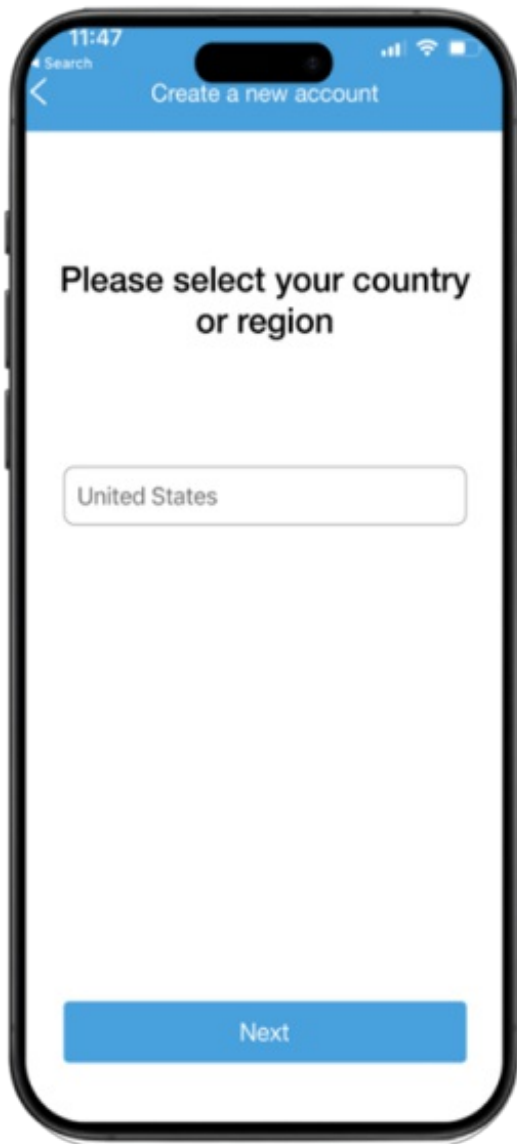 11:47
Search
Create a new account
Please select your country
or region
United States
Next